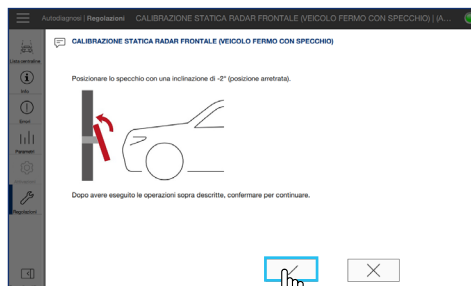 Autodiagnosi | Regolazioni CALIBRAZIONE STATICA RADAR FRONTALE (VEICOLO FERMO CON SPECCHIO) | (A...
CALIBRAZIONE STATICA RADAR FRONTALE (VEICOLO FERMO CON SPECCHIO)
Lista centraline
Info
Errori
Parametri
Regolazioni
Posizionare lo specchio con una inclinazione di -2° (posizione arretrata).
Dopo avere eseguito le operazioni sopra descritte, confermare per continuare.